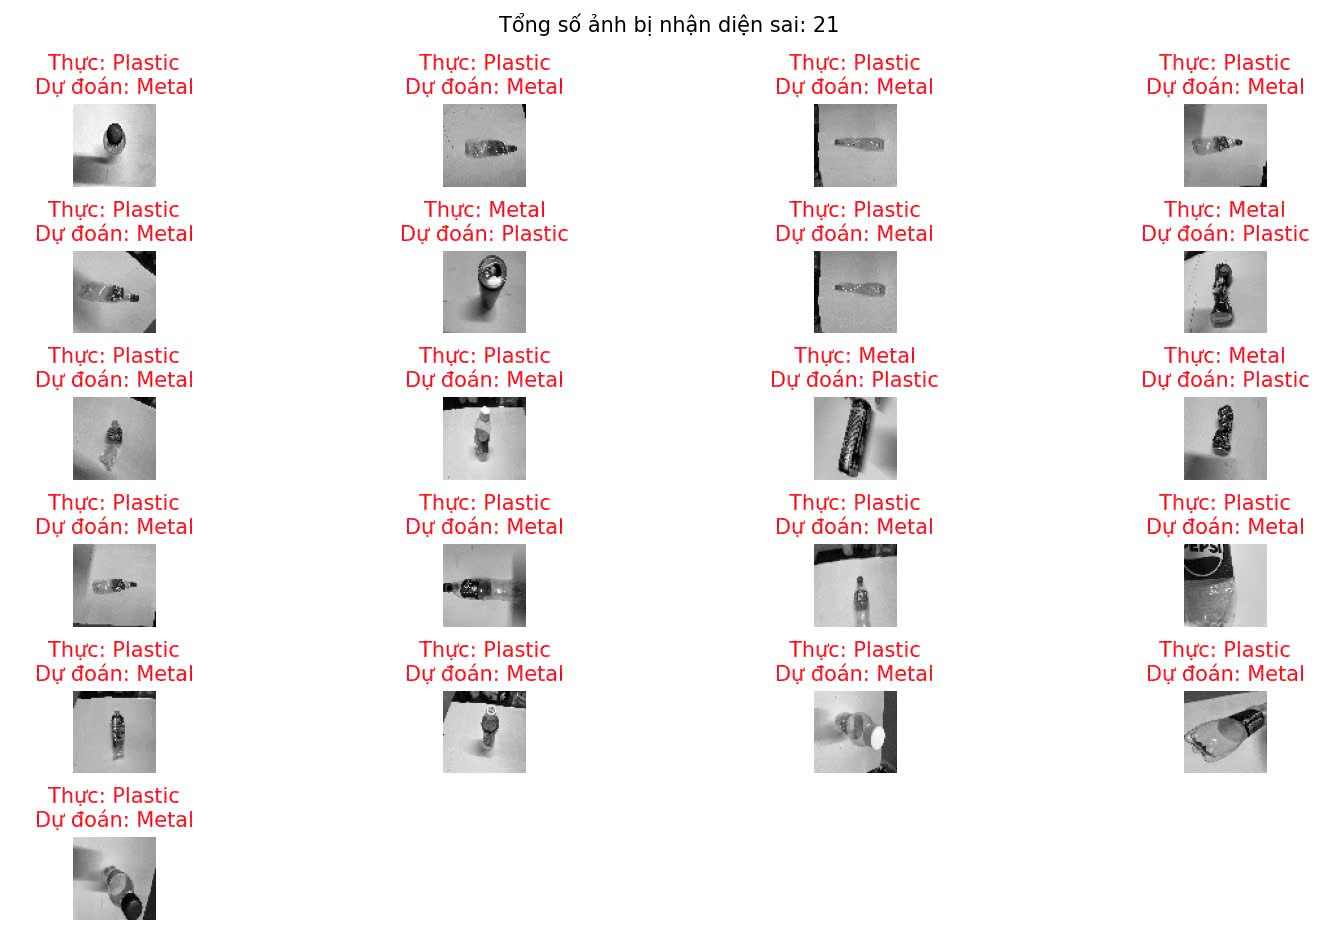 Tổng số ảnh bị nhận diện sai: 21
Thực: Plastic
Dự đoán: Metal
Thực: Plastic
Dự đoán: Metal
Thực: Plastic
Dự đoán: Metal
Thực: Plastic
Dự đoán: Metal
Thực: Plastic
Dự đoán: Metal
Thực: Metal
Dự đoán: Plastic
Thực: Plastic
Dự đoán: Metal
Thực: Metal
Dự đoán: Plastic
Thực: Plastic
Dự đoán: Metal
Thực: Plastic
Dự đoán: Metal
Thực: Metal
Dự đoán: Plastic
Thực: Metal
Dự đoán: Plastic
Thực: Plastic
Dự đoán: Metal
Thực: Plastic
Dự đoán: Metal
Thực: Plastic
Dự đoán: Metal
Thực: Plastic
Dự đoán: Metal
PEPSI
Thực: Plastic
Dự đoán: Metal
Thực: Plastic
Dự đoán: Metal
Thực: Plastic
Dự đoán: Metal
Thực: Plastic
Dự đoán: Metal
Thực: Plastic
Dự đoán: Metal